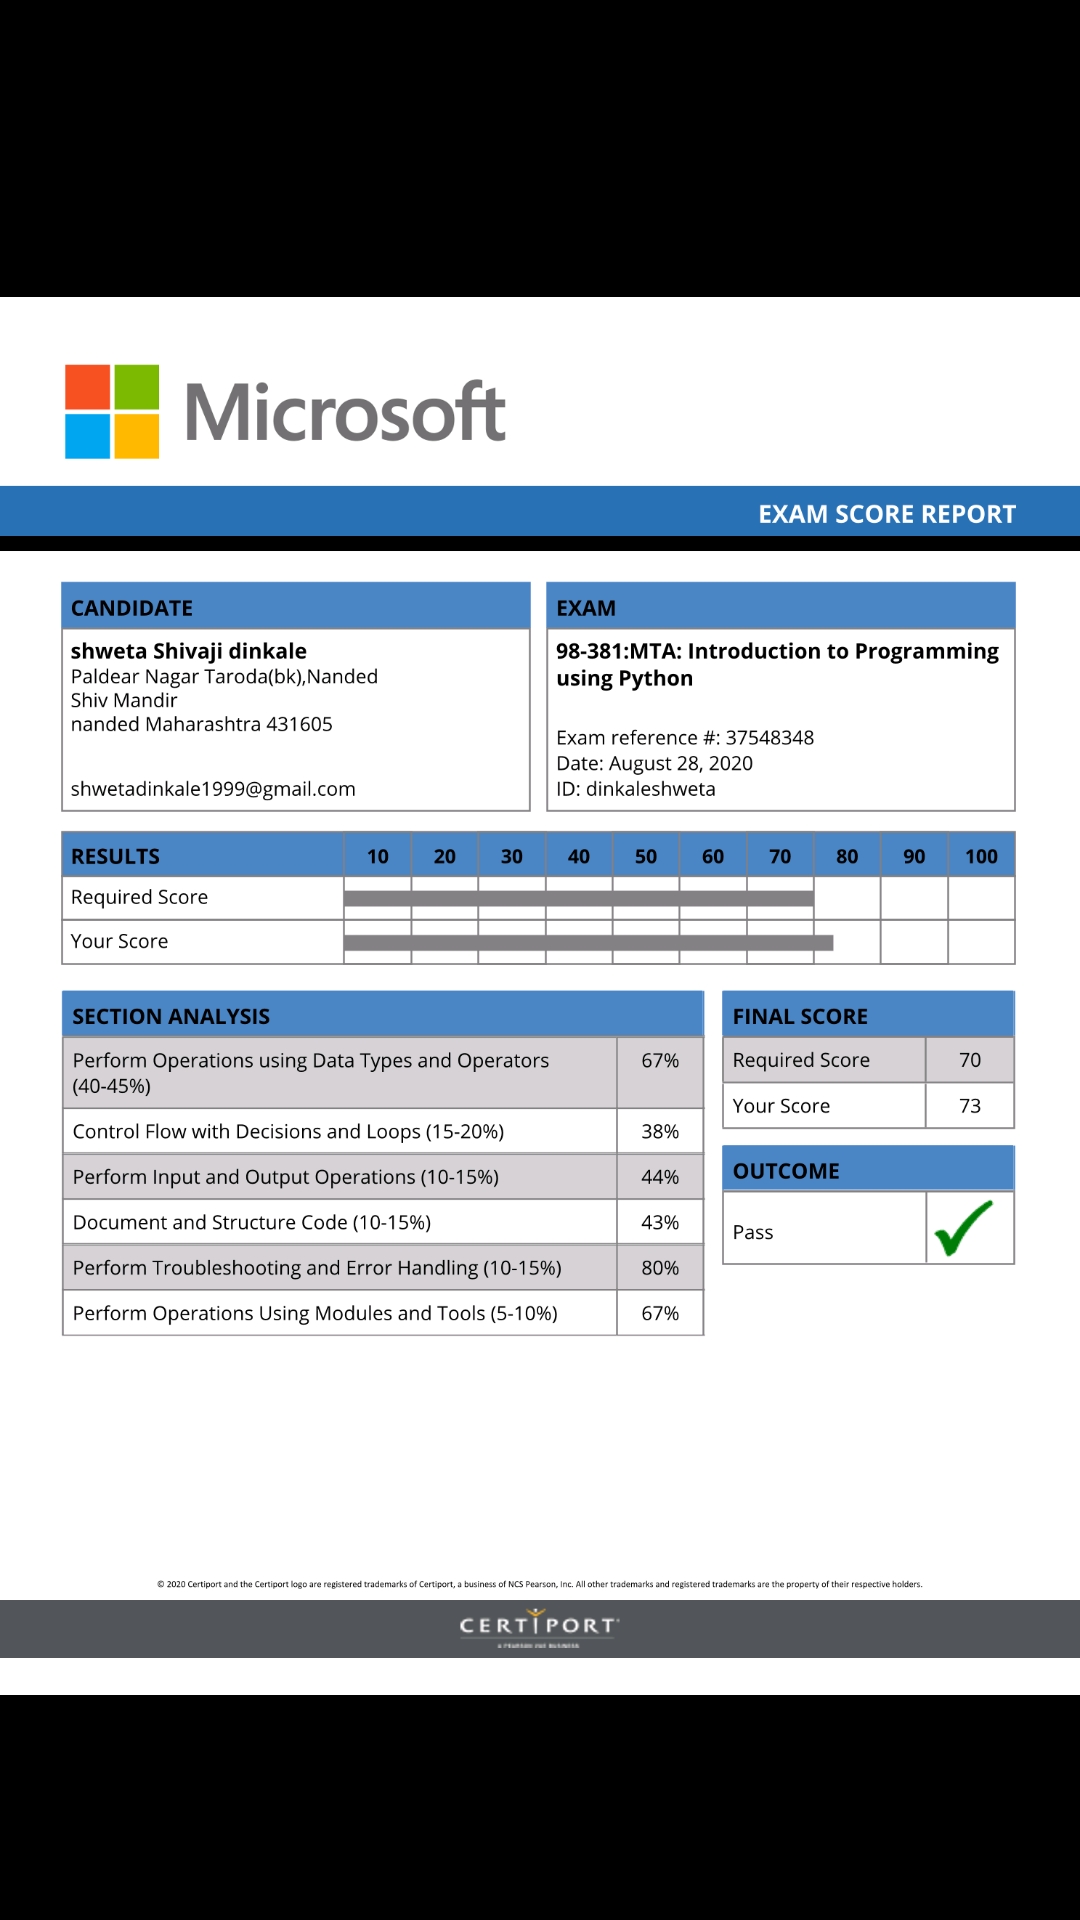 Microsoft
EXAM SCORE REPORT
CANDIDATE
shweta Shivaji dinkale
Paldear Nagar Taroda(bk),Nanded
Shiv Mandir
nanded Maharashtra 431605
shwetadinkale1999@gmail.com
EXAM
98-381:MTA: Introduction to Programming
using Python
Exam reference #: 37548348
Date: August 28, 2020
ID: dinkaleshweta
RESULTS 10 20 30 40 50 60 70 80 90 100
Required Score
Your Score
SECTION ANALYSIS
Perform Operations using Data Types and Operators 67%
(40-45%)
Control Flow with Decisions and Loops (15-20%) 38%
Perform Input and Output Operations (10-15%) 44%
Document and Structure Code (10-15%) 43%
Perform Troubleshooting and Error Handling (10-15%) 80%
Perform Operations Using Modules and Tools (5-10%) 67%
FINAL SCORE
Required Score 70
Your Score 73
OUTCOME
Pass
© 2020 Certiport and the Certiport logo are registered trademarks of Certiport, a business of NCS Pearson, Inc. All other trademarks and registered trademarks are the property of their respective holders.
CERTIPORT
A PEARSON VUE BUSINESS